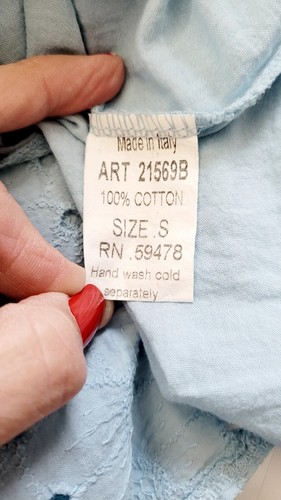 Made in Italy
ART 21569B
100% COTTON
SIZE .S
RN .59478
Hand wash cold
separately